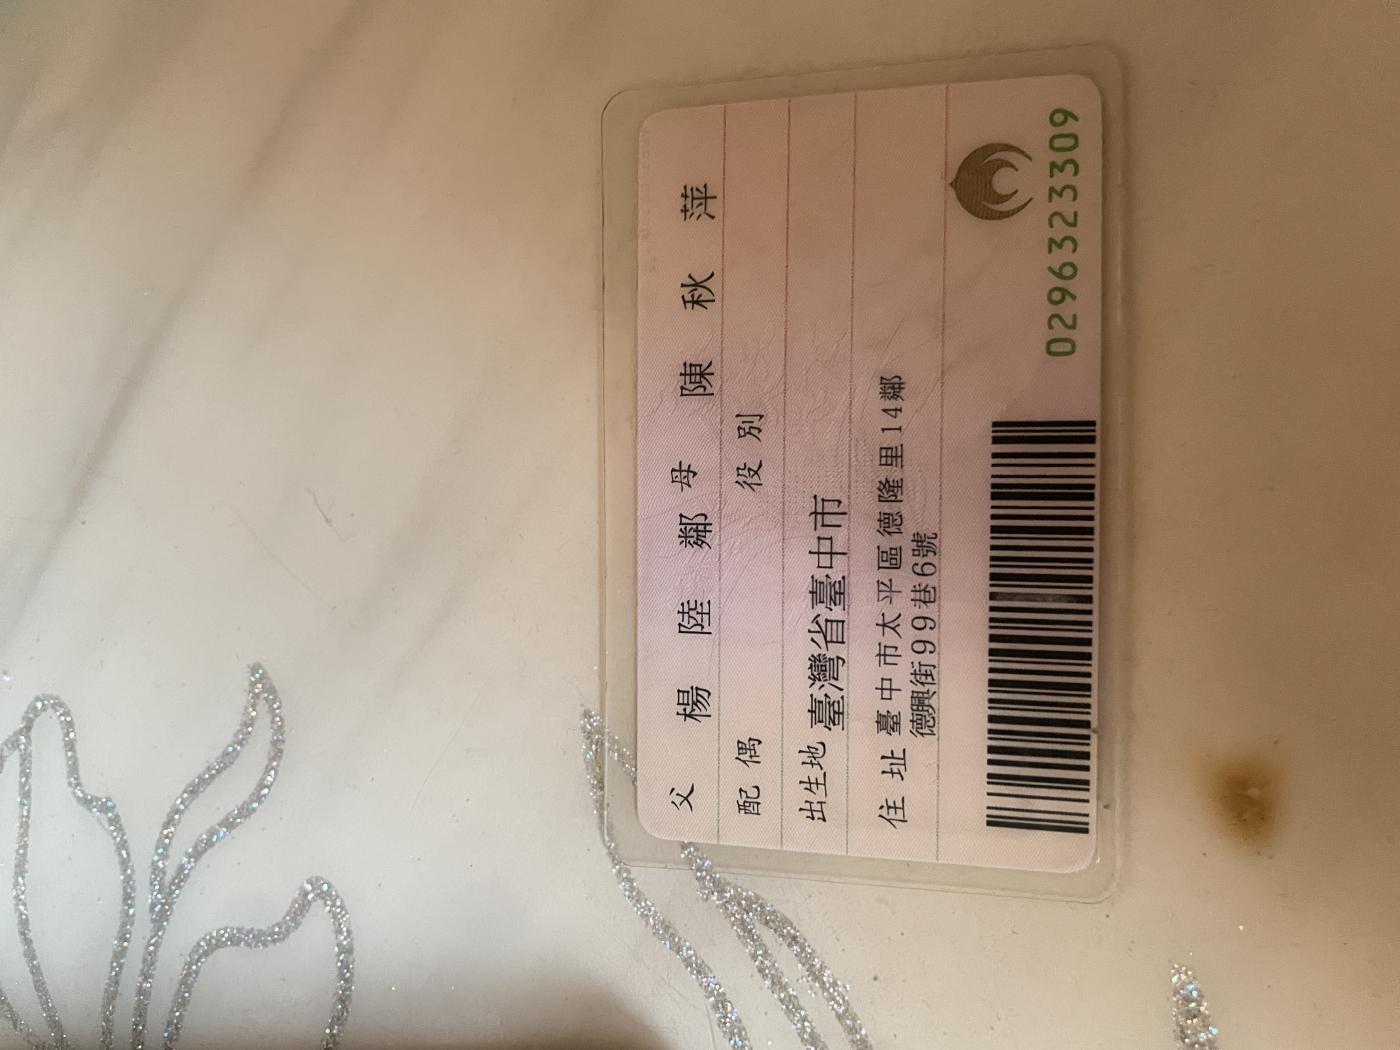 父 楊陸鄰 母 陳秋萍
配偶 役別
出生地 臺灣省臺中市
住址 臺中市太平區德隆里14鄰
德興街99巷6號
0296323309